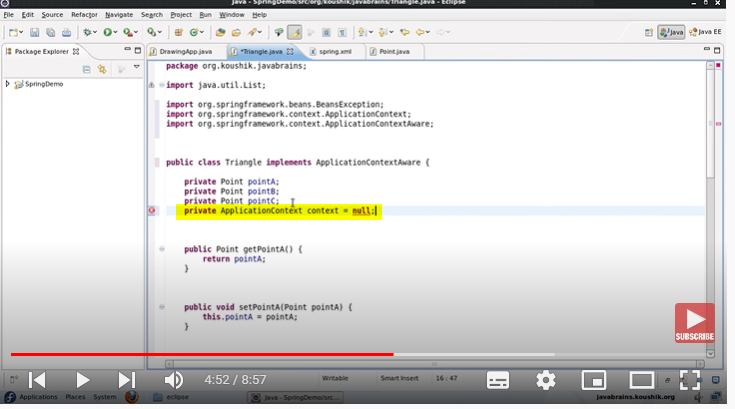 Java - SpringDemo/src/org/koushik/javabrains/Triangle.java - Eclipse
File Edit Source Refactor Navigate Search Project Run Window Help
Java Java EE
Package Explorer
DrawingApp.java *Triangle.java spring.xml Point.java
SpringDemo
package org.koushik.javabrains;
import java.util.List;
import org.springframework.beans.BeansException;
import org.springframework.context.ApplicationContext;
import org.springframework.context.ApplicationContextAware;
public class Triangle implements ApplicationContextAware {
private Point pointA;
private Point pointB;
private Point pointC;
private ApplicationContext context = null;
public Point getPointA() {
return pointA;
}
public void setPointA(Point pointA) {
this.pointA = pointA;
}
SUBSCRIBE
4:52 / 8:57
Writable Smart Insert 16 : 47
Applications Places System eclipse Java - SpringDemo/src... javabrains.koushik.org